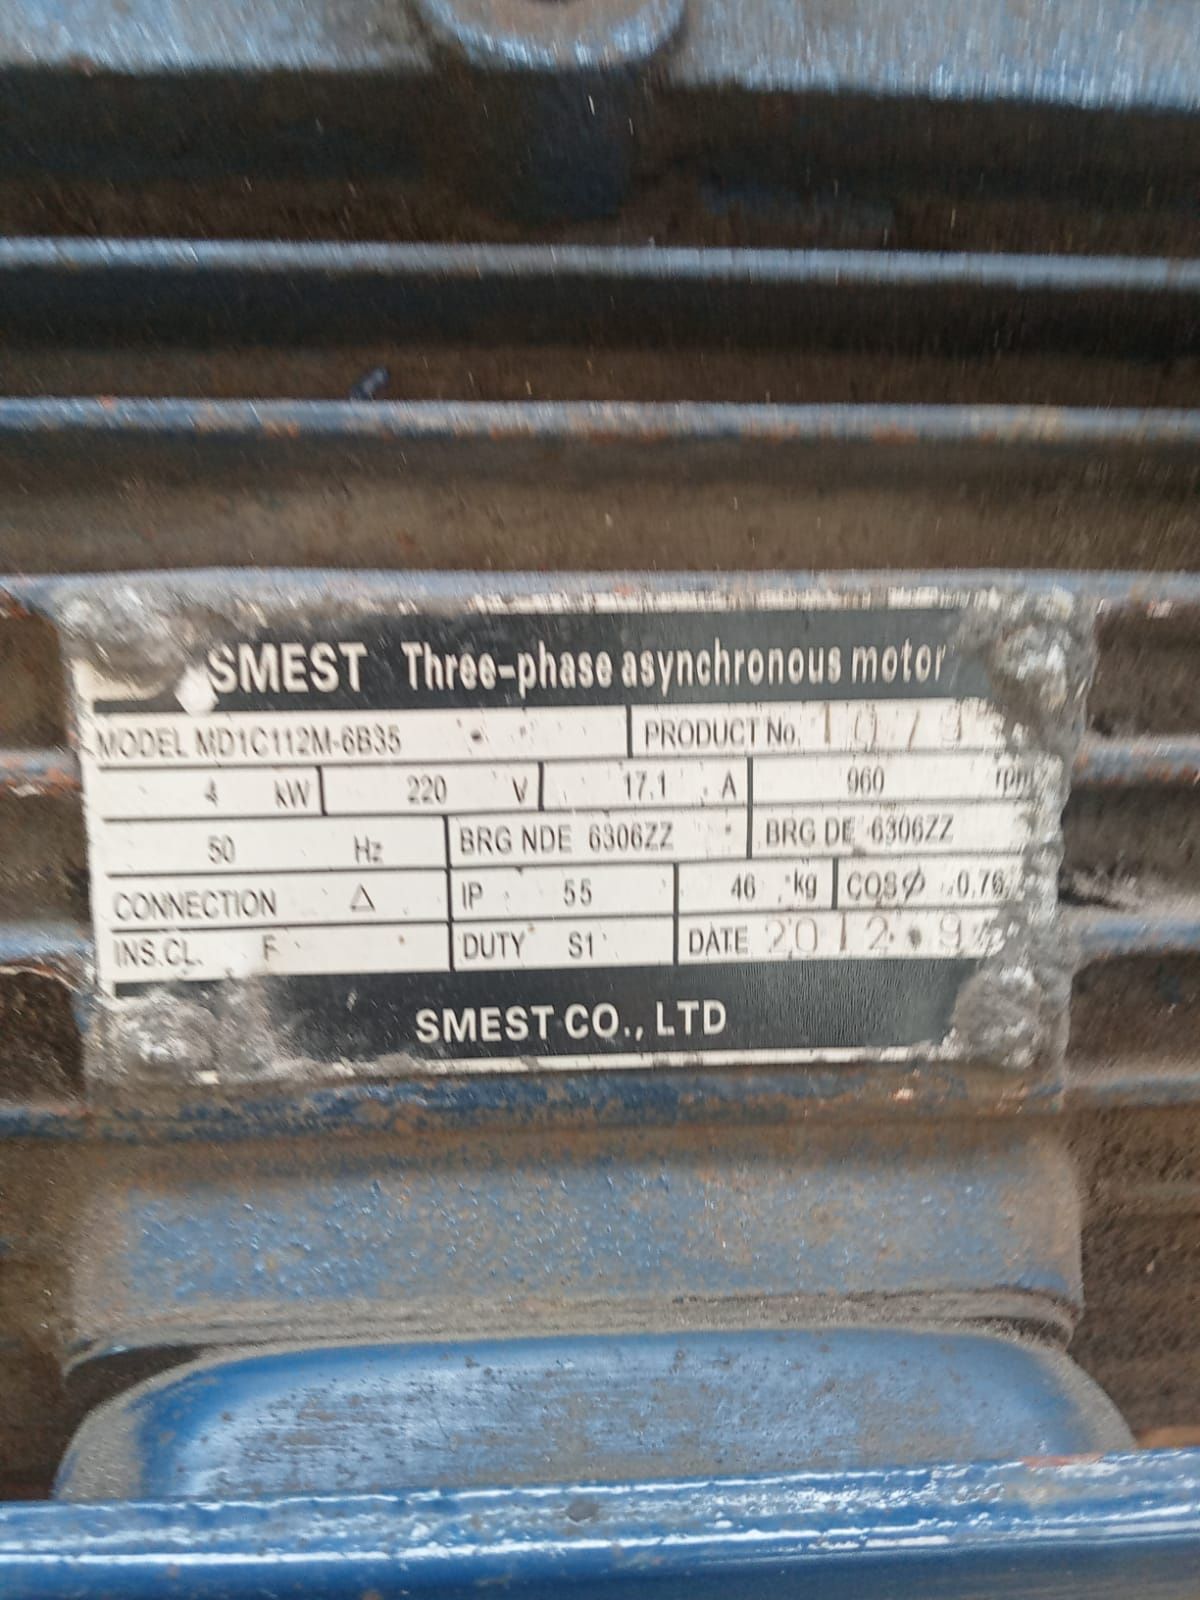 SMEST Three-phase asynchronous motor
MODEL MD1C112M-6B35 PRODUCT No. 1079
4 kW 220 V 17.1 A 960 rpm
50 Hz BRG NDE 6306ZZ BRG DE 6306ZZ
CONNECTION △ IP 55 46 kg COSφ 0.76
INS.CL. F DUTY S1 DATE 2012.9
SMEST CO., LTD